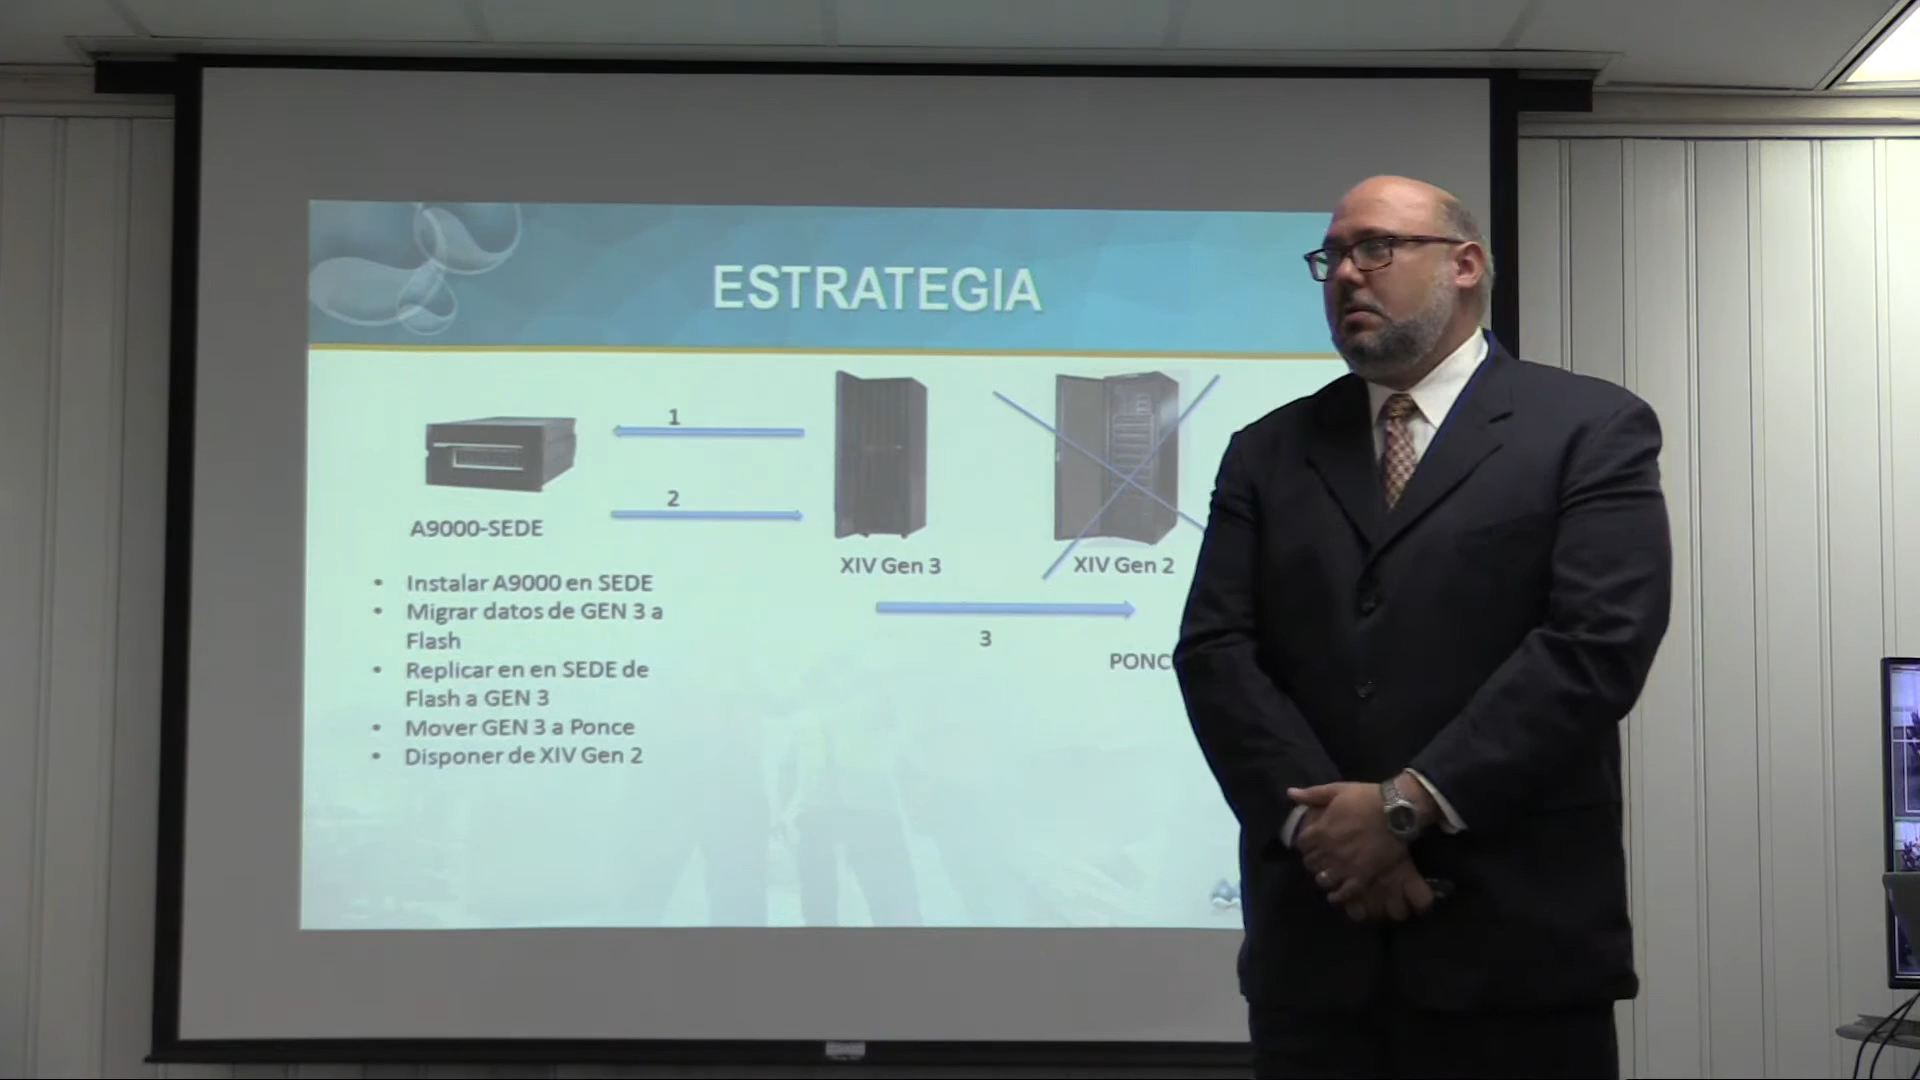 ESTRATEGIA
1
2
A9000-SEDE
XIV Gen 3
XIV Gen 2
3
PONC
• Instalar A9000 en SEDE
• Migrar datos de GEN 3 a
Flash
• Replicar en en SEDE de
Flash a GEN 3
• Mover GEN 3 a Ponce
• Disponer de XIV Gen 2